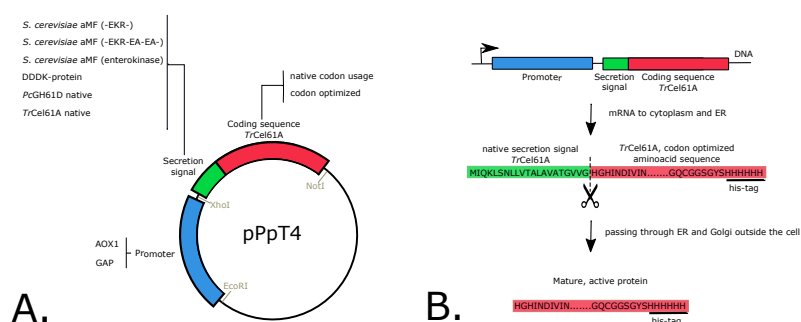 S. cerevisiae aMF (-EKR-)
S. cerevisiae aMF (-EKR-EA-EA-)
S. cerevisiae aMF (enterokinase)
DDDK-protein
PcGH61D native
TrCel61A native
native codon usage
codon optimized
Coding sequence
TrCel61A
Secretion
signal
NotI
XhoI
pPpT4
AOX1
GAP
Promoter
EcoRI
A.
DNA
Promoter
Secretion
signal
Coding sequence
TrCel61A
mRNA to cytoplasm and ER
native secretion signal
TrCel61A
TrCel61A, codon optimized
aminoacid sequence
MIQKLSNLLVTALAVATGVVGHGHINDIVIN.......GQCGGSGYSHHHHHH
his-tag
passing through ER and Golgi outside the cell
Mature, active protein
HGHINDIVIN.......GQCGGSGYSHHHHHH
his-tag
B.